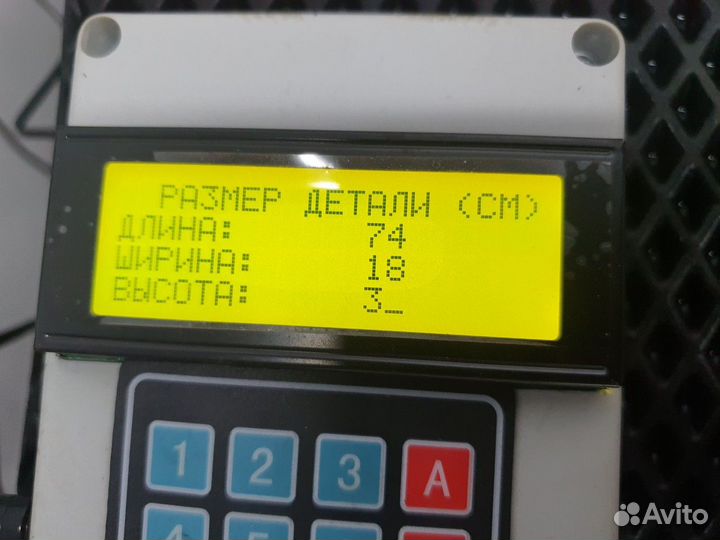 РАЗМЕР ДЕТАЛИ (СМ)
ДЛИНА: 74
ШИРИНА: 18
ВЫСОТА: 3_
1 2 3 A
Avito